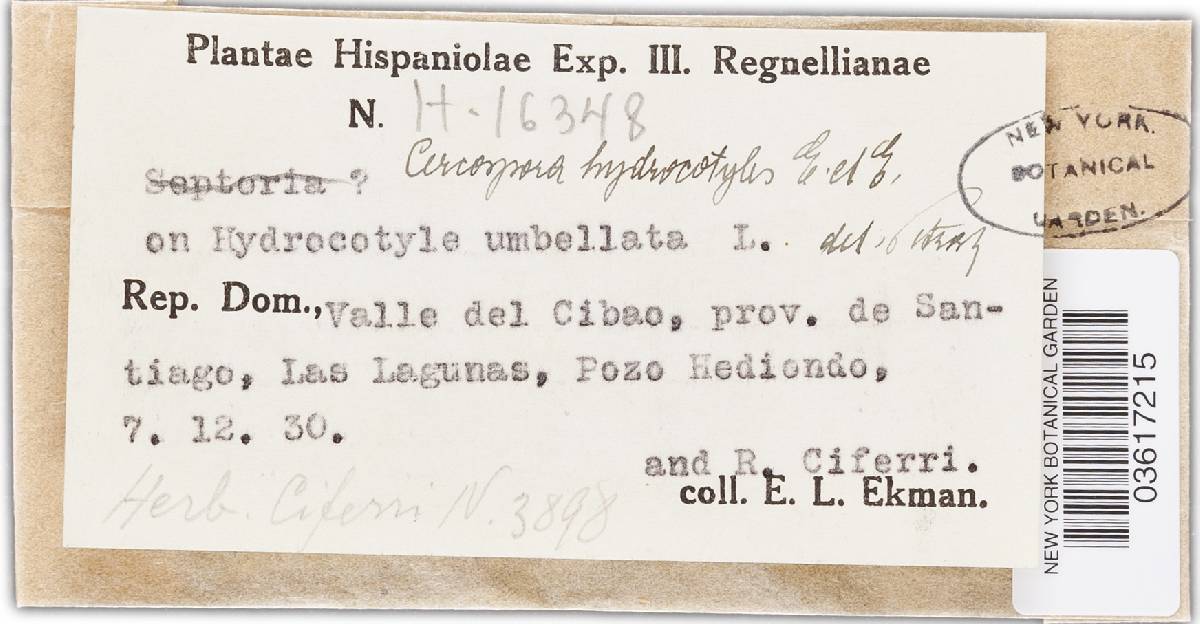 Plantae Hispaniolae Exp. III. Regnellianae
N. H-16348
Septoria ? Cercospora hydrocotyles E. et E.
on Hydrocotyle umbellata L. det.
Rep. Dom., Valle del Cibao, prov. de San-
tiago, Las Lagunas, Pozo Hediondo,
7. 12. 30.
and R. Ciferri.
coll. E. L. Ekman.
Herb. Ciferri N. 3898
NEW YORK
BOTANICAL
GARDEN.
NEW YORK BOTANICAL GARDEN
03617215